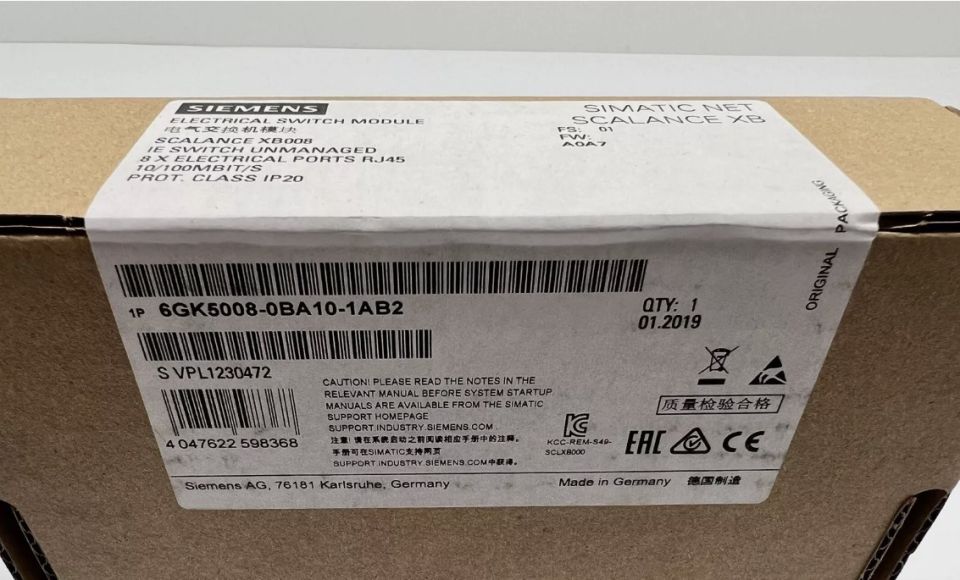 SIEMENS
ELECTRICAL SWITCH MODULE
电气交换机模块
SCALANCE XB008
IE SWITCH UNMANAGED
8 X ELECTRICAL PORTS RJ45
10/100MBIT/S
PROT. CLASS IP20
SIMATIC NET
SCALANCE XB
FS: 01
FW:
A0A7
ORIGINAL PACKAGING
1P 6GK5008-0BA10-1AB2
QTY: 1
01.2019
S VPL1230472
4 047622 598368
CAUTION! PLEASE READ THE NOTES IN THE
RELEVANT MANUAL BEFORE SYSTEM STARTUP
MANUALS ARE AVAILABLE FROM THE SIMATIC
SUPPORT HOMEPAGE
SUPPORT.INDUSTRY.SIEMENS.COM
注意! 请在系统启动之前阅读相应手册中的注释。
手册可在SIMATIC支持网页
SUPPORT.INDUSTRY.SIEMENS.COM中获得。
KCC-REM-S49-
SCLXB000
质量检验合格
EAC
CE
Siemens AG, 76181 Karlsruhe, Germany
Made in Germany 德国制造